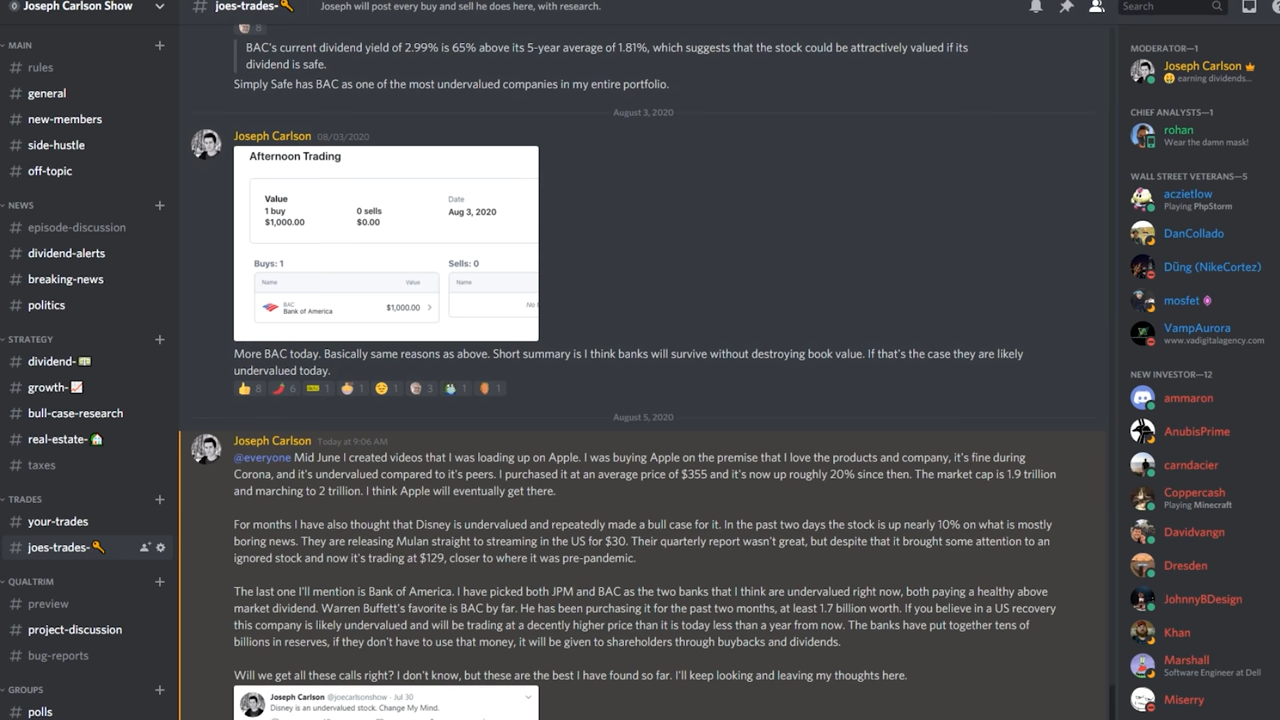 Joseph Carlson Show
joes-trades-
Joseph will post every buy and sell he does here, with research.
Search
MAIN
rules
general
new-members
side-hustle
off-topic
NEWS
episode-discussion
dividend-alerts
breaking-news
politics
STRATEGY
dividend-
growth-
bull-case-research
real-estate-
taxes
TRADES
your-trades
joes-trades-
QUALTRIM
preview
project-discussion
bug-reports
GROUPS
polls
8
BAC's current dividend yield of 2.99% is 65% above its 5-year average of 1.81%, which suggests that the stock could be attractively valued if its
dividend is safe.
Simply Safe has BAC as one of the most undervalued companies in my entire portfolio.
August 3, 2020
Joseph Carlson 08/03/2020
Afternoon Trading
Value
1 buy
$1,000.00
0 sells
$0.00
Date
Aug 3, 2020
Buys: 1
Name Value
BAC
Bank of America
$1,000.00
Sells: 0
Name
More BAC today. Basically same reasons as above. Short summary is I think banks will survive without destroying book value. If that's the case they are likely
undervalued today.
8 6 1 1 1 3 1 1
August 5, 2020
Joseph Carlson Today at 9:06 AM
@everyone Mid June I created videos that I was loading up on Apple. I was buying Apple on the premise that I love the products and company, it's fine during
Corona, and it's undervalued compared to it's peers. I purchased it at an average price of $355 and it's now up roughly 20% since then. The market cap is 1.9 trillion
and marching to 2 trillion. I think Apple will eventually get there.
For months I have also thought that Disney is undervalued and repeatedly made a bull case for it. In the past two days the stock is up nearly 10% on what is mostly
boring news. They are releasing Mulan straight to streaming in the US for $30. Their quarterly report wasn't great, but despite that it brought some attention to an
ignored stock and now it's trading at $129, closer to where it was pre-pandemic.
The last one I'll mention is Bank of America. I have picked both JPM and BAC as the two banks that I think are undervalued right now, both paying a healthy above
market dividend. Warren Buffett's favorite is BAC by far. He has been purchasing it for the past two months, at least 1.7 billion worth. If you believe in a US recovery
this company is likely undervalued and will be trading at a decently higher price than it is today less than a year from now. The banks have put together tens of
billions in reserves, if they don't have to use that money, it will be given to shareholders through buybacks and dividends.
Will we get all these calls right? I don't know, but these are the best I have found so far. I'll keep looking and leaving my thoughts here.
Joseph Carlson @joecarlsonshow · Jul 30
Disney is an undervalued stock. Change My Mind.
MODERATOR—1
Joseph Carlson
earning dividends...
CHIEF ANALYSTS—1
rohan
Wear the damn mask!
WALL STREET VETERANS—5
aczietlow
Playing PhpStorm
DanCollado
Dũng (NikeCortez)
mosfet
VampAurora
www.vadigitalagency.com
NEW INVESTOR—12
ammaron
AnubisPrime
carndacier
Coppercash
Playing Minecraft
Davidvangn
Dresden
JohnnyBDesign
Khan
Marshall
Software Engineer at Dell
Miserry